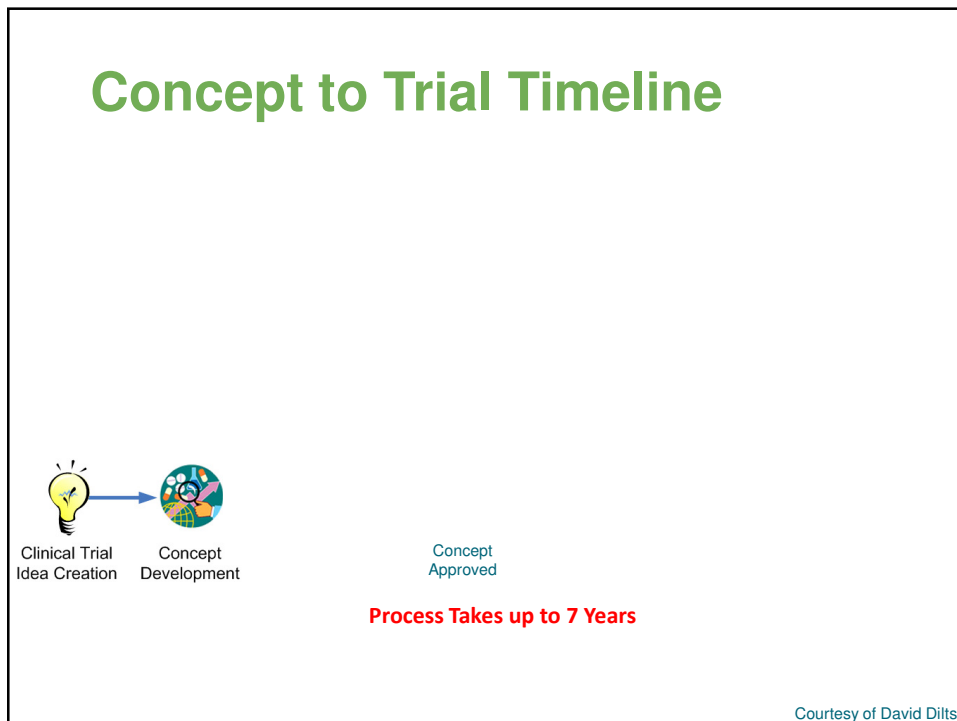 Concept to Trial Timeline
Clinical Trial
Idea Creation
Concept
Development
Concept
Approved
Process Takes up to 7 Years
Courtesy of David Dilts